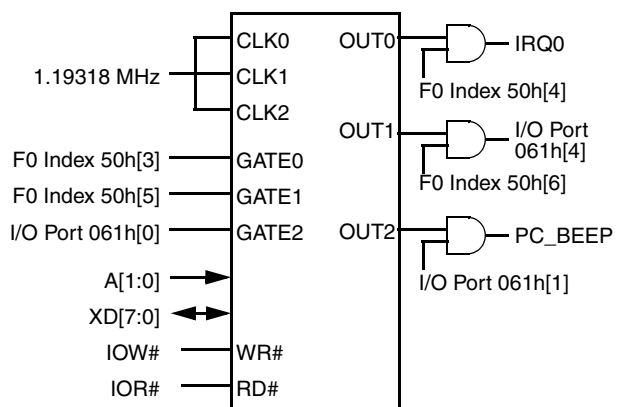 CLK0
OUT0
IRQ0
1.19318 MHz
CLK1
F0 Index 50h[4]
CLK2
OUT1
I/O Port
061h[4]
F0 Index 50h[3]
GATE0
F0 Index 50h[5]
GATE1
F0 Index 50h[6]
I/O Port 061h[0]
GATE2
OUT2
PC_BEEP
A[1:0]
I/O Port 061h[1]
XD[7:0]
IOW#
WR#
IOR#
RD#